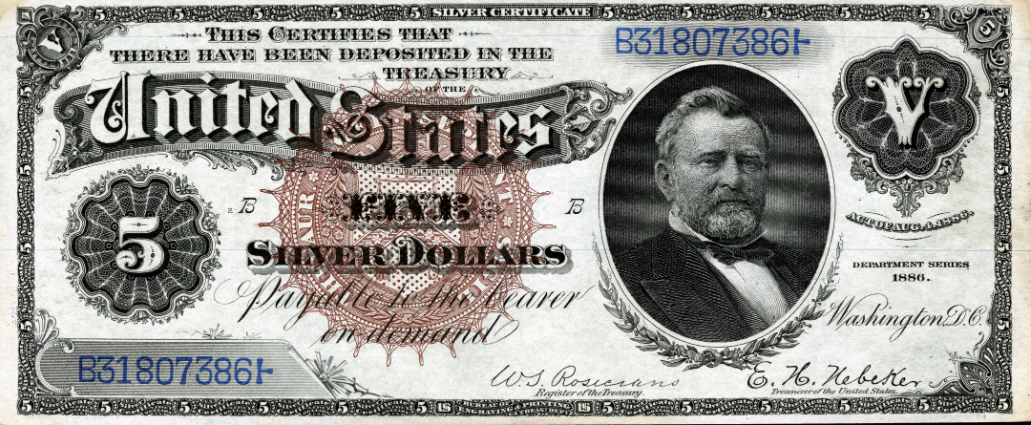 SILVER CERTIFICATE
THIS CERTIFIES THAT
THERE HAVE BEEN DEPOSITED IN THE
TREASURY
OF THE
United States
B31807386
V
5
B
FIVE
B
SILVER DOLLARS
Payable to the bearer
on demand
ACT OF AUG. 4, 1886.
DEPARTMENT SERIES
1886.
Washington, D.C.
B31807386
W.S. Rosecrans
Register of the Treasury.
E. H. Nebeker
Treasurer of the United States.